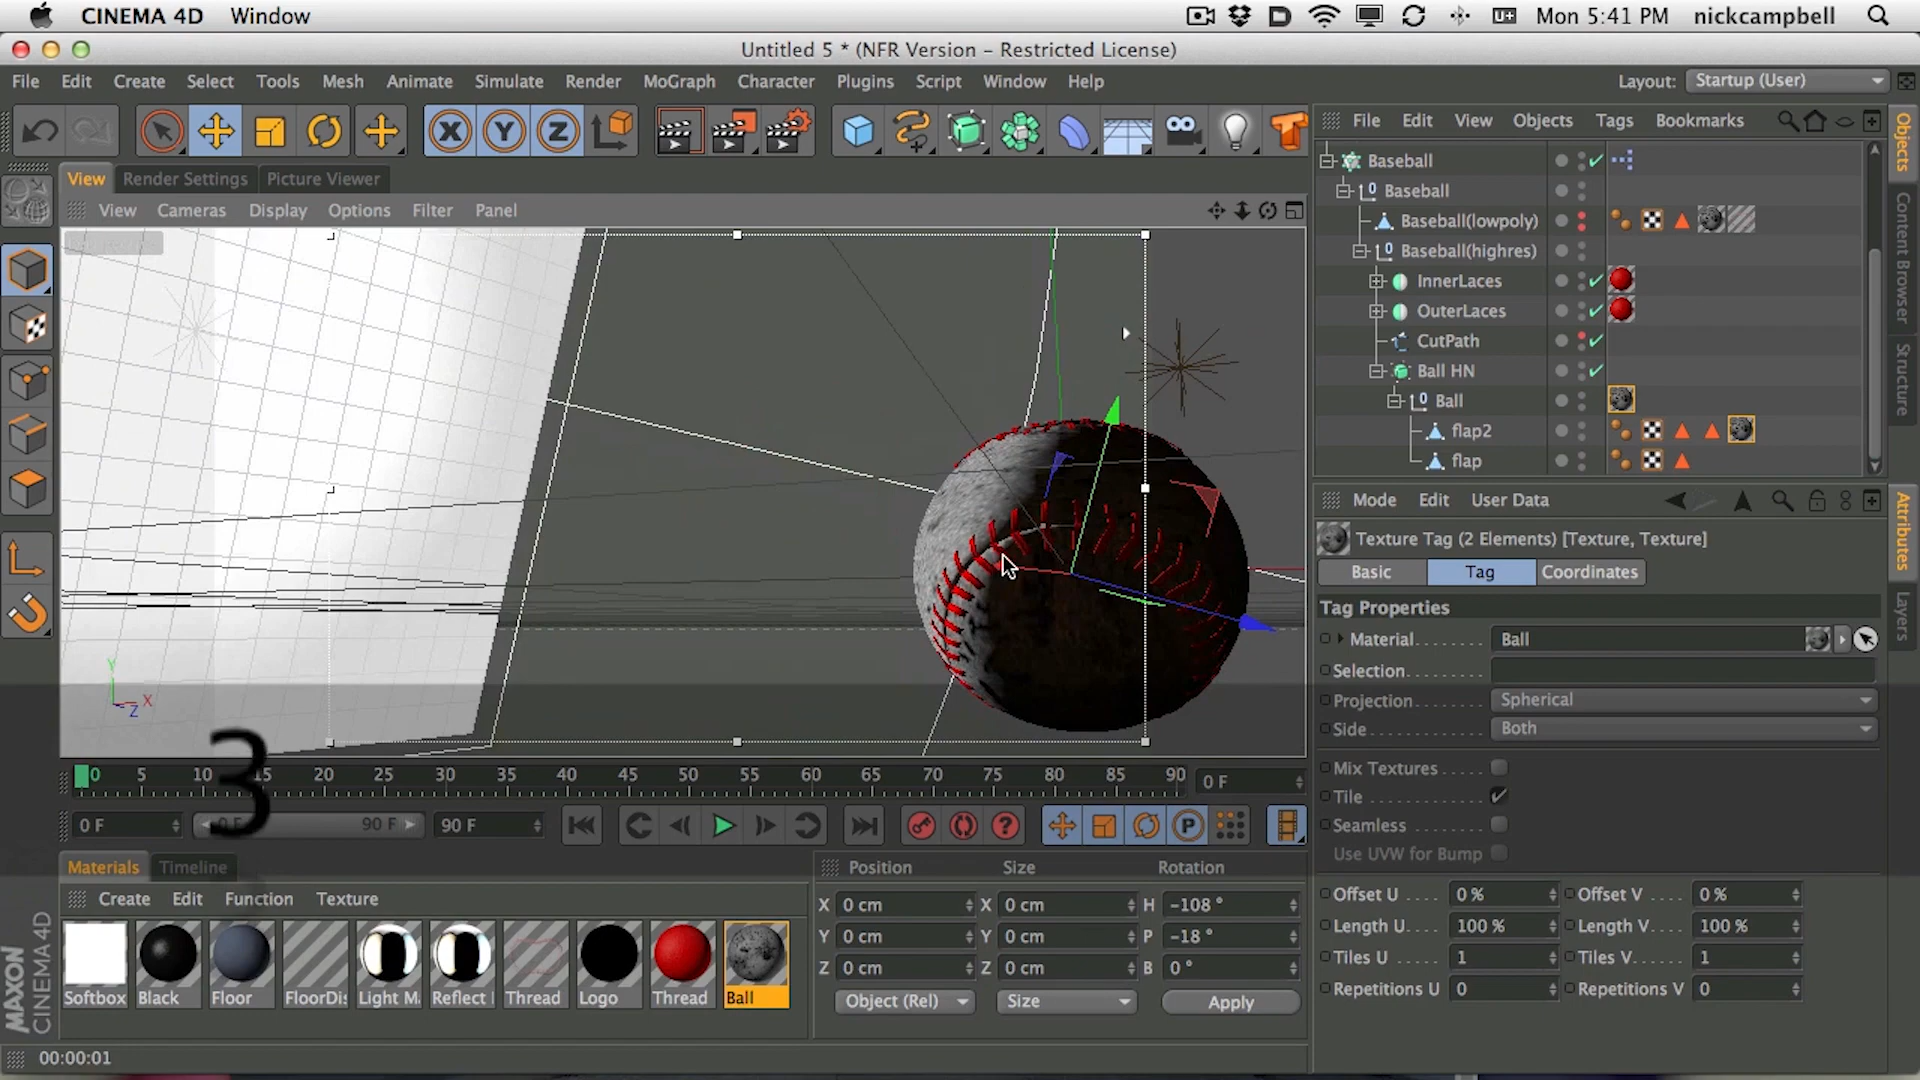 CINEMA 4D Window Mon 5:41 PM nickcampbell
Untitled 5 * (NFR Version – Restricted License)
File Edit Create Select Tools Mesh Animate Simulate Render MoGraph Character Plugins Script Window Help Layout: Startup (User)
X Y Z
File Edit View Objects Tags Bookmarks
Objects
Content Browser
Structure
View Render Settings Picture Viewer
View Cameras Display Options Filter Panel
Baseball
Baseball
Baseball(lowpoly)
Baseball(highres)
InnerLaces
OuterLaces
CutPath
Ball HN
Ball
flap2
flap
Mode Edit User Data
Attributes
Layers
Texture Tag (2 Elements) [Texture, Texture]
Basic Tag Coordinates
Tag Properties
Material Ball
Selection
Projection Spherical
Side Both
Mix Textures
Tile
Seamless
Use UVW for Bump
Offset U 0 % Offset V 0 %
Length U 100 % Length V 100 %
Tiles U 1 Tiles V 1
Repetitions U 0 Repetitions V 0
Y
X
Z
3
0 5 10 15 20 25 30 35 40 45 50 55 60 65 70 75 80 85 90 0 F
0 F 0 F 90 F 90 F
P
Materials Timeline
Create Edit Function Texture
Softbox Black Floor FloorDis Light M Reflect Thread Logo Thread Ball
Position Size Rotation
X 0 cm X 0 cm H -108 °
Y 0 cm Y 0 cm P -18 °
Z 0 cm Z 0 cm B 0 °
Object (Rel) Size Apply
MAXON
CINEMA 4D
00:00:01